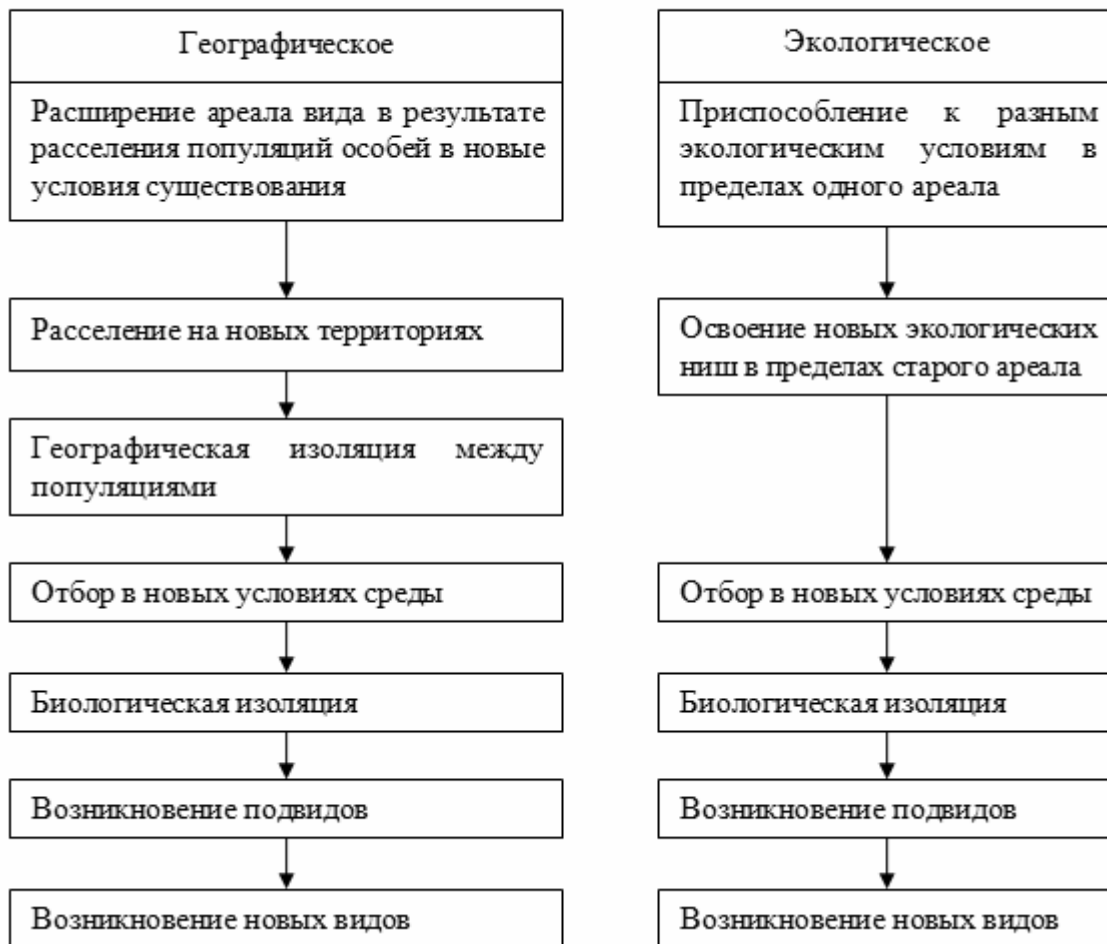 Географическое
Расширение ареала вида в результате
расселения популяций особей в новые
условия существования
Расселение на новых территориях
Географическая изоляция между
популяциями
Отбор в новых условиях среды
Биологическая изоляция
Возникновение подвидов
Возникновение новых видов
Экологическое
Приспособление к разным
экологическим условиям в
пределах одного ареала
Освоение новых экологических
ниш в пределах старого ареала
Отбор в новых условиях среды
Биологическая изоляция
Возникновение подвидов
Возникновение новых видов